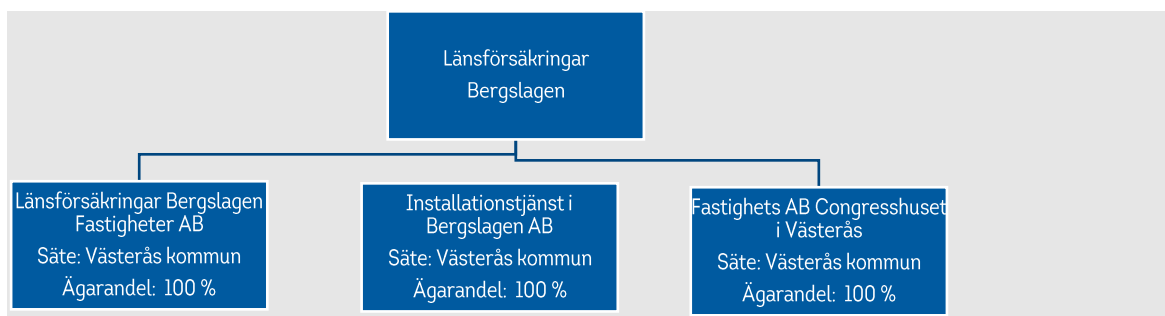 Länsförsäkringar
Bergslagen
Länsförsäkringar Bergslagen
Fastigheter AB
Säte: Västerås kommun
Ägarandel: 100 %
Installationstjänst i
Bergslagen AB
Säte: Västerås kommun
Ägarandel: 100 %
Fastighets AB Congresshuset
i Västerås
Säte: Västerås kommun
Ägarandel: 100 %